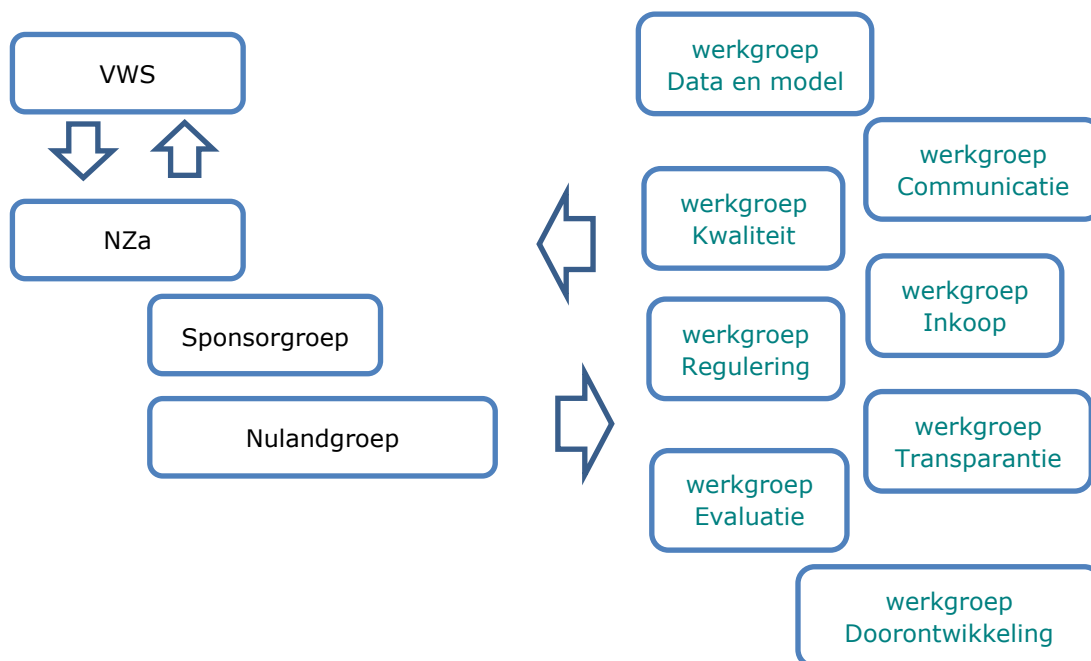 VWS
NZa
Sponsorgroep
Nulandgroep
werkgroep
Data en model
werkgroep
Communicatie
werkgroep
Kwaliteit
werkgroep
Inkoop
werkgroep
Regulering
werkgroep
Transparantie
werkgroep
Evaluatie
werkgroep
Doorontwikkeling